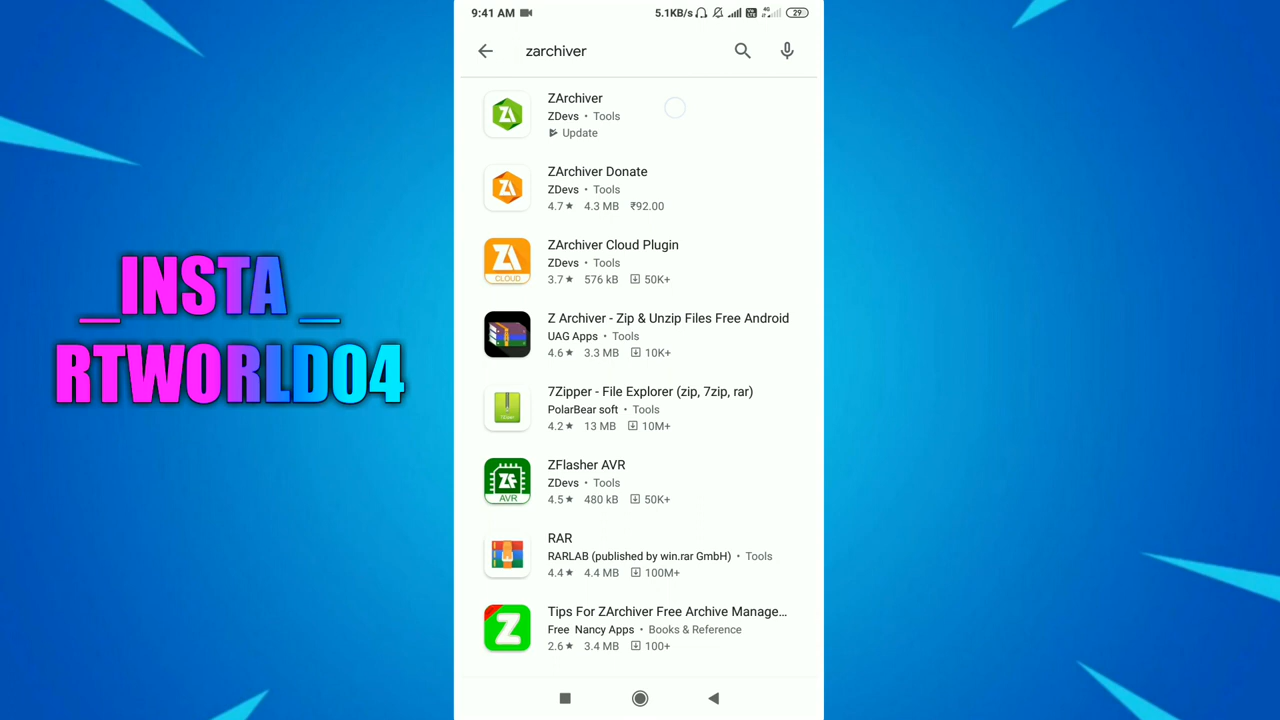 9:41 AM 5.1KB/s 4G 29
zarchiver
ZArchiver
ZDevs • Tools
Update
ZArchiver Donate
ZDevs • Tools
4.7★ 4.3 MB ₹92.00
CLOUD
ZArchiver Cloud Plugin
ZDevs • Tools
3.7★ 576 kB 50K+
Z Archiver - Zip & Unzip Files Free Android
UAG Apps • Tools
4.6★ 3.3 MB 10K+
7Zipper - File Explorer (zip, 7zip, rar)
PolarBear soft • Tools
4.2★ 13 MB 10M+
AVR
ZFlasher AVR
ZDevs • Tools
4.5★ 480 kB 50K+
RAR
RARLAB (published by win.rar GmbH) • Tools
4.4★ 4.4 MB 100M+
Z
Tips For ZArchiver Free Archive Manage…
Free Nancy Apps • Books & Reference
2.6★ 3.4 MB 100+
_INSTA _
RTWORLD04